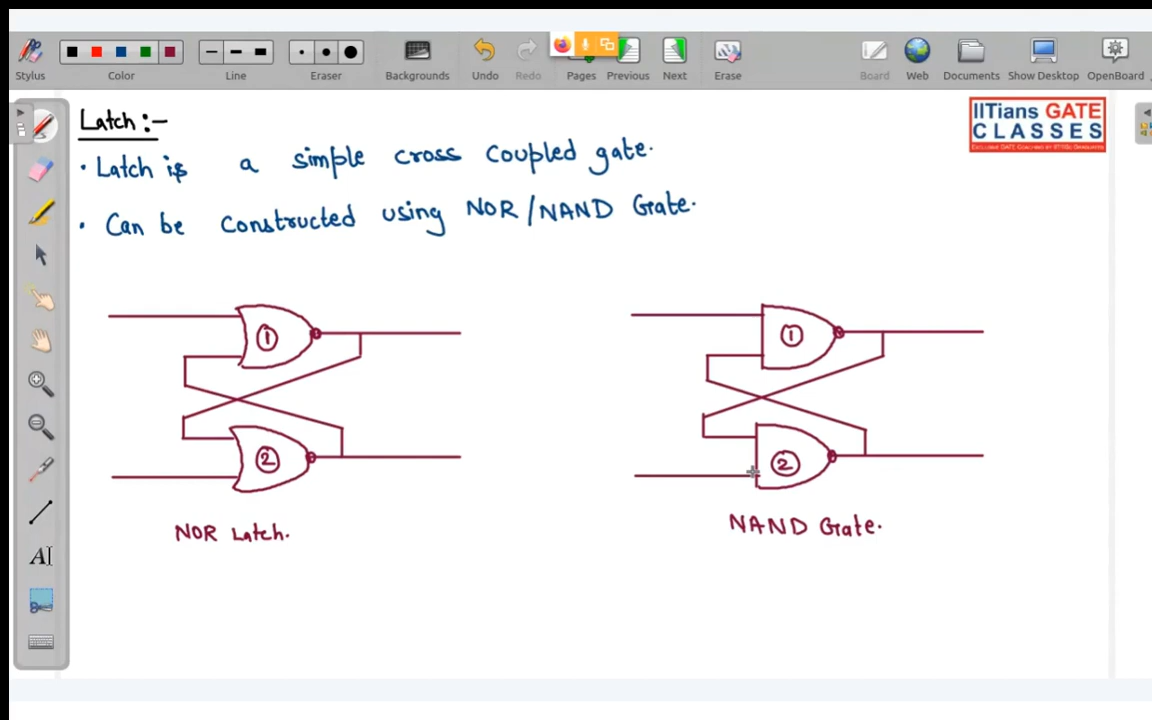 Stylus
Color
Line
Eraser
Backgrounds
Undo
Redo
Pages
Previous
Next
Erase
Board
Web
Documents
Show Desktop
OpenBoard
Latch :-
IITians GATE
CLASSES
• Latch is a simple cross coupled gate.
• Can be constructed using NOR/NAND Gate.
1
1
2
2
NOR Latch.
NAND Gate.
AI